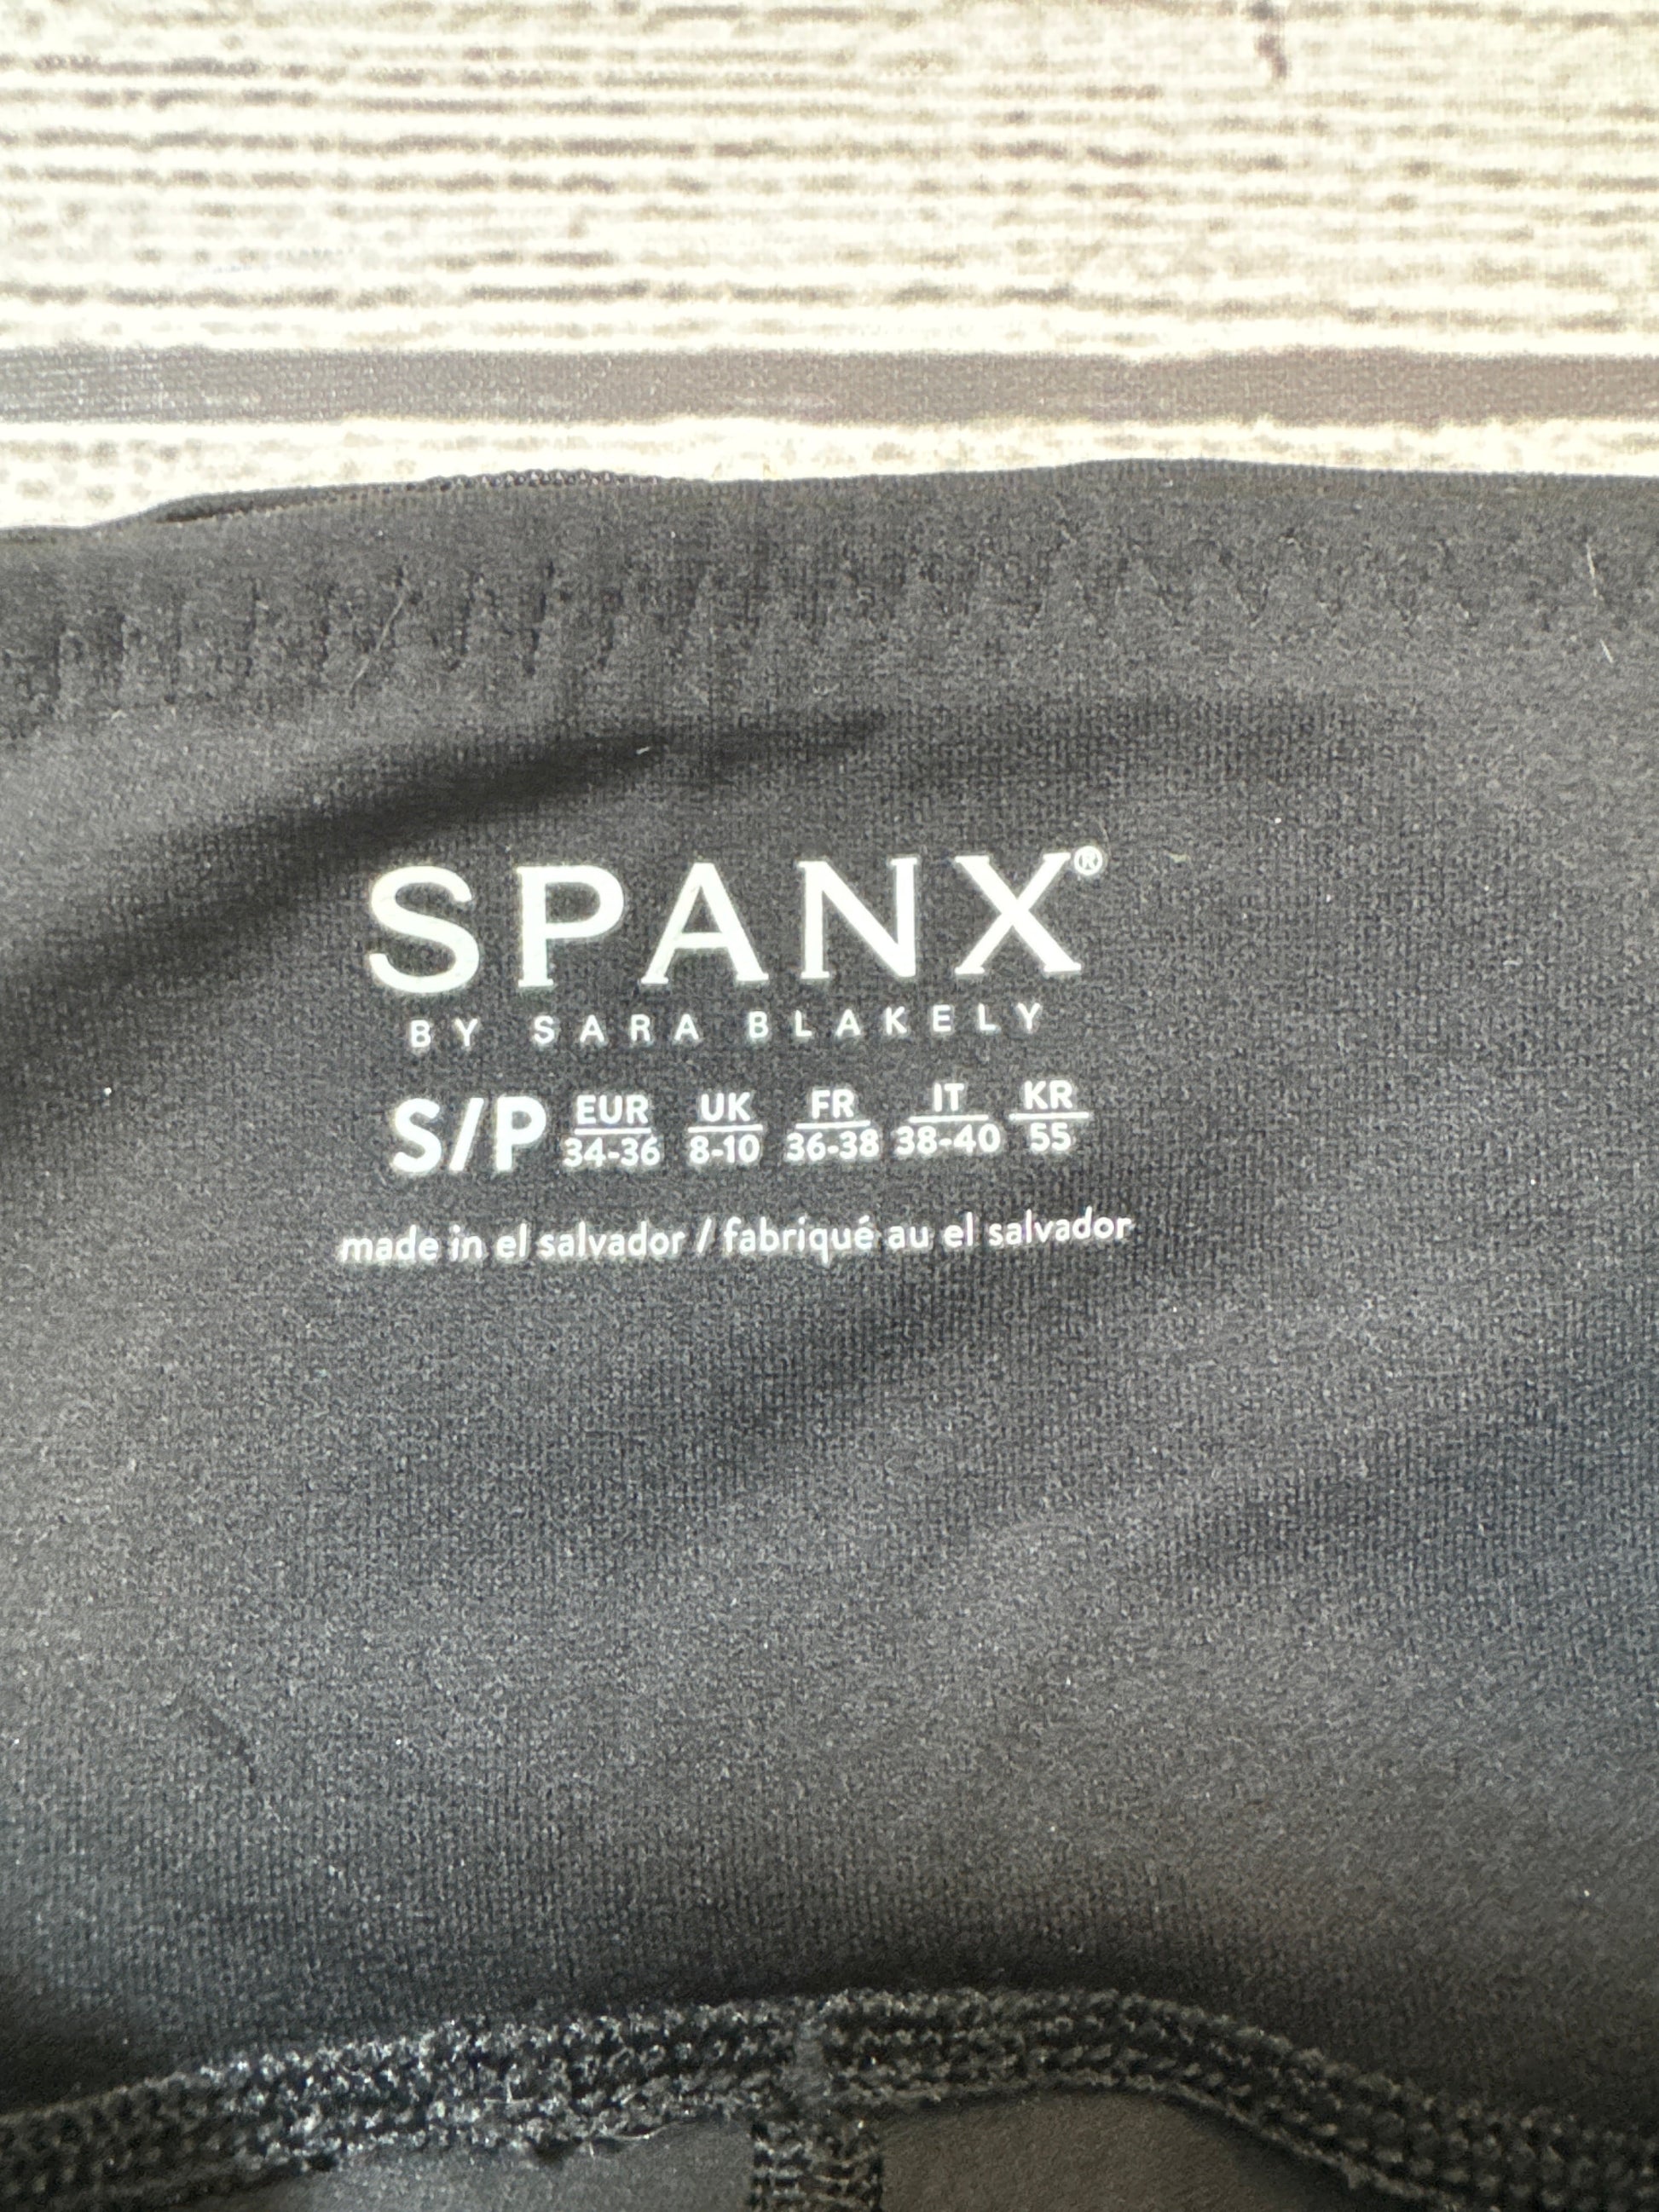 SPANX®
BY SARA BLAKELY
S/P EUR 34-36 UK 8-10 FR 36-38 IT 38-40 KR 55
made in el salvador / fabriqué au el salvador